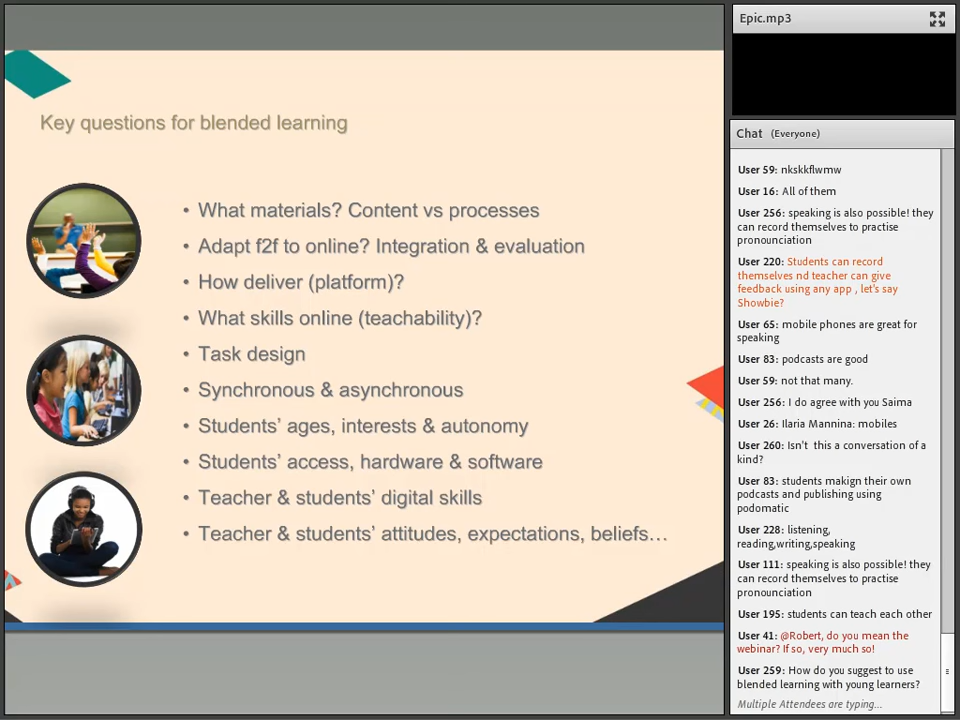 Key questions for blended learning
• What materials? Content vs processes
• Adapt f2f to online? Integration & evaluation
• How deliver (platform)?
• What skills online (teachability)?
• Task design
• Synchronous & asynchronous
• Students’ ages, interests & autonomy
• Students’ access, hardware & software
• Teacher & students’ digital skills
• Teacher & students’ attitudes, expectations, beliefs…
Epic.mp3
Chat (Everyone)
User 59: nkskkflwmw
User 16: All of them
User 256: speaking is also possible! they
can record themselves to practise
pronounciation
User 220: Students can record
themselves nd teacher can give
feedback using any app , let's say
Showbie?
User 65: mobile phones are great for
speaking
User 83: podcasts are good
User 59: not that many.
User 256: I do agree with you Saima
User 26: Ilaria Mannina: mobiles
User 260: Isn't this a conversation of a
kind?
User 83: students makign their own
podcasts and publishing using
podomatic
User 228: listening,
reading,writing,speaking
User 111: speaking is also possible! they
can record themselves to practise
pronounciation
User 195: students can teach each other
User 41: @Robert, do you mean the
webinar? If so, very much so!
User 259: How do you suggest to use
blended learning with young learners?
Multiple Attendees are typing...